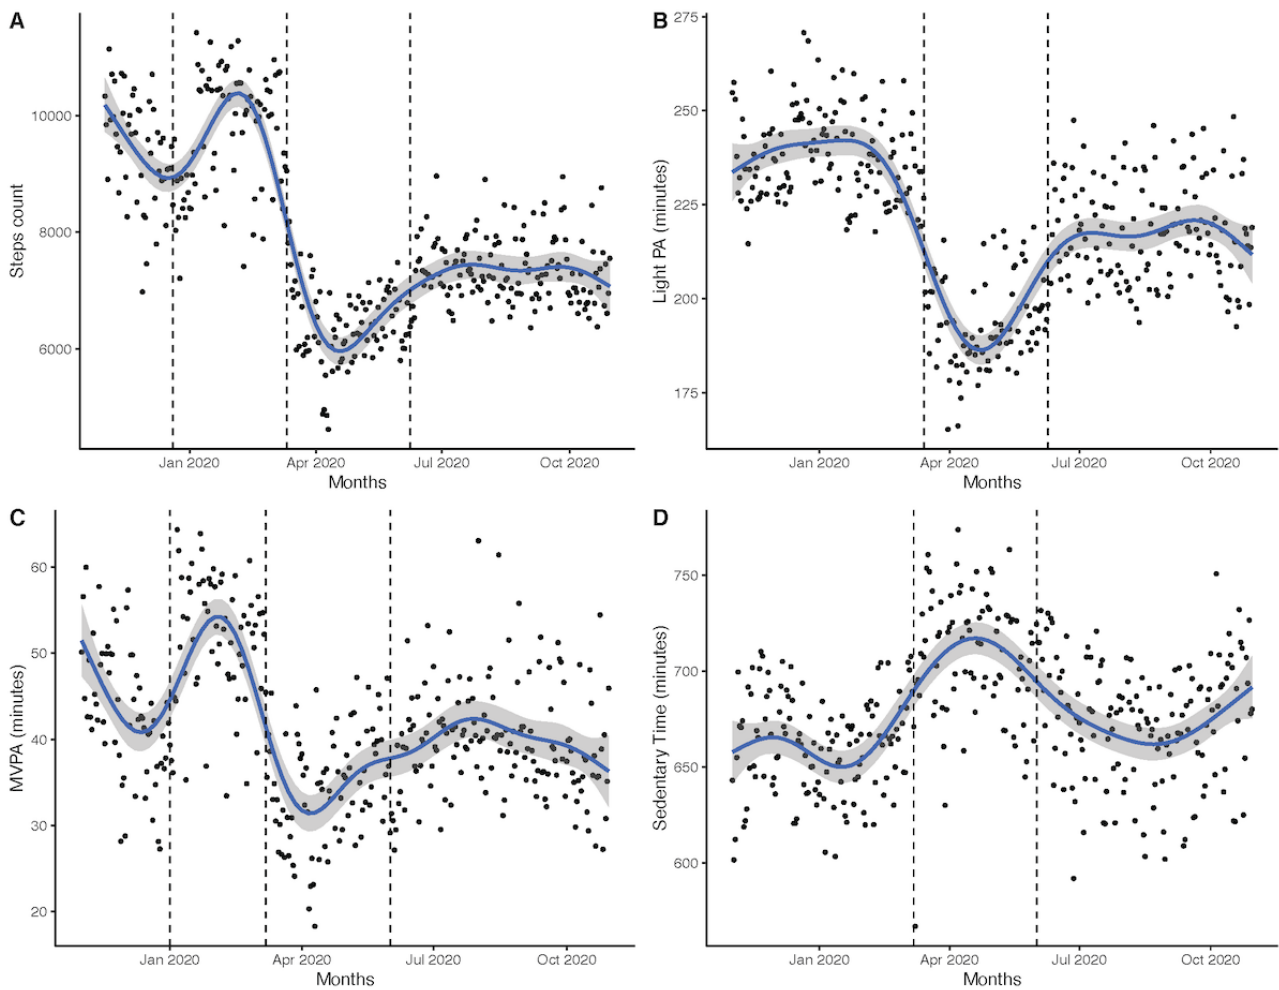 A
Steps count
10000
8000
6000
Jan 2020
Apr 2020
Jul 2020
Oct 2020
Months
B
Light PA (minutes)
275
250
225
200
175
Jan 2020
Apr 2020
Jul 2020
Oct 2020
Months
C
MVPA (minutes)
60
50
40
30
20
Jan 2020
Apr 2020
Jul 2020
Oct 2020
Months
D
Sedentary Time (minutes)
750
700
650
600
Jan 2020
Apr 2020
Jul 2020
Oct 2020
Months